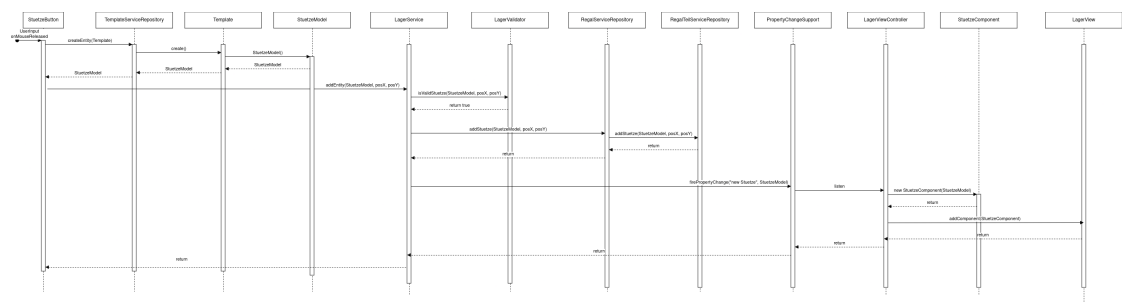 StuetzeButton
TemplateServiceRepository
Template
StuetzeModel
LagerService
LagerValidator
RegalServiceRepository
RegalTeilServiceRepository
PropertyChangeSupport
LagerViewController
StuetzeComponent
LagerView
UserInput
onMouseReleased
createEntity(Template)
create()
StuetzeModel()
StuetzeModel
StuetzeModel
StuetzeModel
addEntity(StuetzeModel, posX, posY)
isValidStuetze(StuetzeModel, posX, posY)
return true
addStuetze(StuetzeModel, posX, posY)
addStuetze(StuetzeModel, posX, posY)
return
return
firePropertyChange("new Stuetze", StuetzeModel)
listen
new StuetzeComponent(StuetzeModel)
return
addComponent(StuetzeComponent)
return
return
return
return